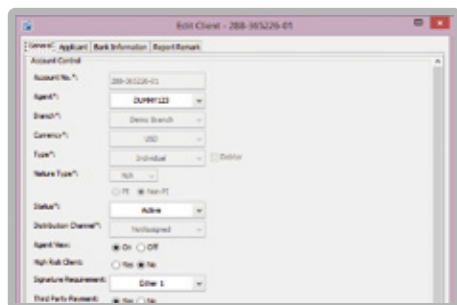 Edit Client - 288-365226-01
General Applicant Bank Information Report Remark
Account Control
Account No.*: 288-365226-01
Agent*: DUMMY123
Branch*: Demo Branch
Currency*: USD
Type*: Individual Debtor
Nature Type*: N/A
PI Non-PI
Status*: Active
Distribution Channel*: NotAssigned
Agent View: On Off
High Risk Client: Yes No
Signature Requirement: Either 1
Third Party Payment: Yes No